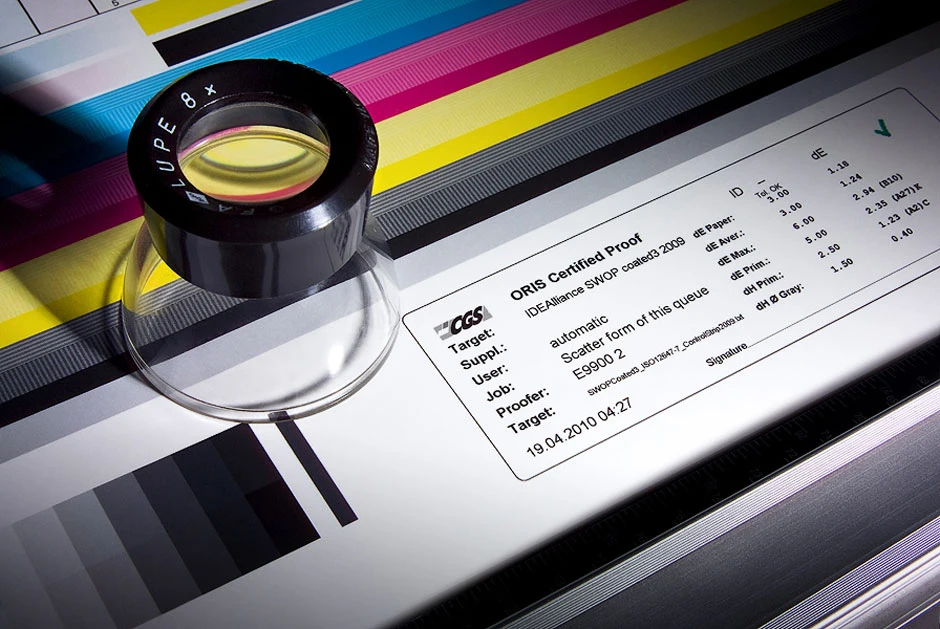 5
LUPE 8x
CGS
ORIS Certified Proof
Target: IDEAlliance SWOP coated3 2009
Suppl.:
User: automatic
Job: Scatter form of this queue
Proofer: E9900 2
Target: SWOPCoated3_ISO12647-7_ControlStrip2009.txt
19.04.2010 04:27
ID – dE ✓
Tol. OK
dE Paper: 3.00 1.18
dE Aver.: 3.00 1.24
dE Max.: 6.00 2.94 (B10)
dE Prim.: 5.00 2.35 (A27)K
dH Prim.: 2.50 1.23 (A2)C
dH Ø Gray: 1.50 0.40
Signature